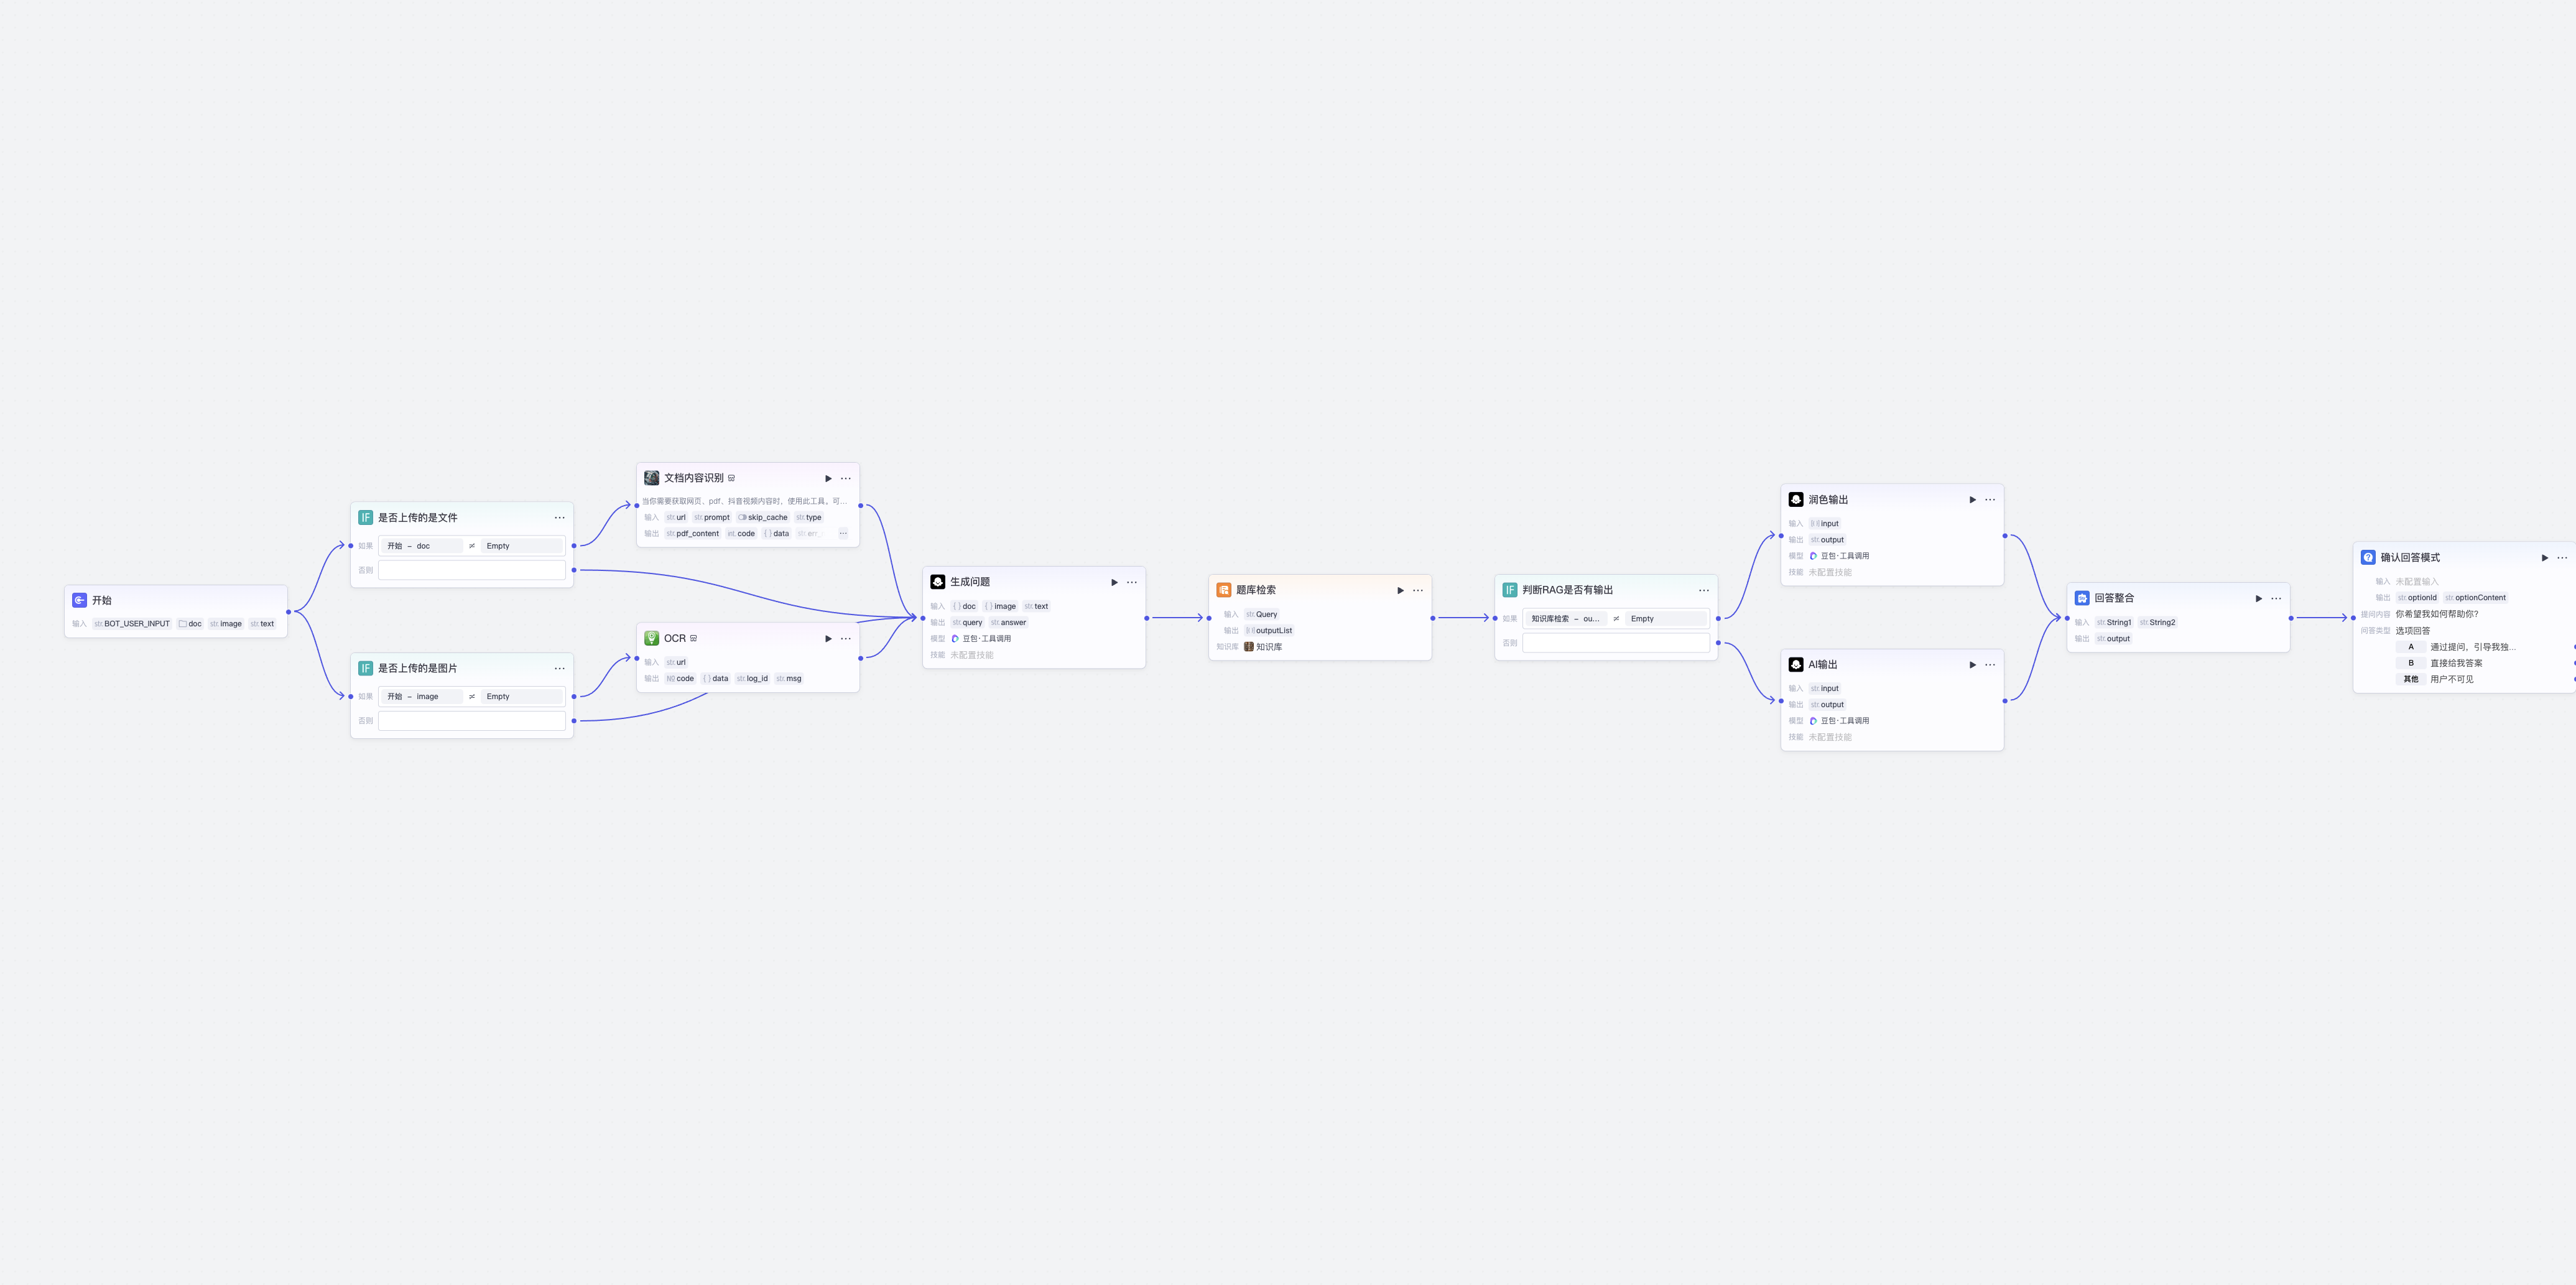 开始
输入 str. BOT_USER_INPUT doc str. image str. text
IF 是否上传的是文件 ...
如果 开始 - doc ≠ Empty
否则
IF 是否上传的是图片 ...
如果 开始 - image ≠ Empty
否则
文档内容识别 ...
当你需要获取网页、pdf、抖音视频内容时，使用此工具。可...
输入 str. url str. prompt skip_cache str. type
输出 str. pdf_content int. code { } data str. err_ ...
OCR ...
输入 str. url
输出 code { } data str. log_id str. msg
生成问题 ...
输入 { } doc { } image str. text
输出 str. query str. answer
模型 豆包·工具调用
技能 未配置技能
题库检索 ...
输入 str. Query
输出 outputList
知识库 知识库
IF 判断RAG是否有输出 ...
如果 知识库检索 - ou... ≠ Empty
否则
润色输出 ...
输入 input
输出 str. output
模型 豆包·工具调用
技能 未配置技能
AI输出 ...
输入 str. input
输出 str. output
模型 豆包·工具调用
技能 未配置技能
回答整合 ...
输入 str. String1 str. String2
输出 str. output
确认回答模式 ...
输入 未配置输入
输出 str. optionId str. optionContent
提问内容 你希望我如何帮助你？
问答类型 选项回答
A 通过提问，引导我独...
B 直接给我答案
其他 用户不可见